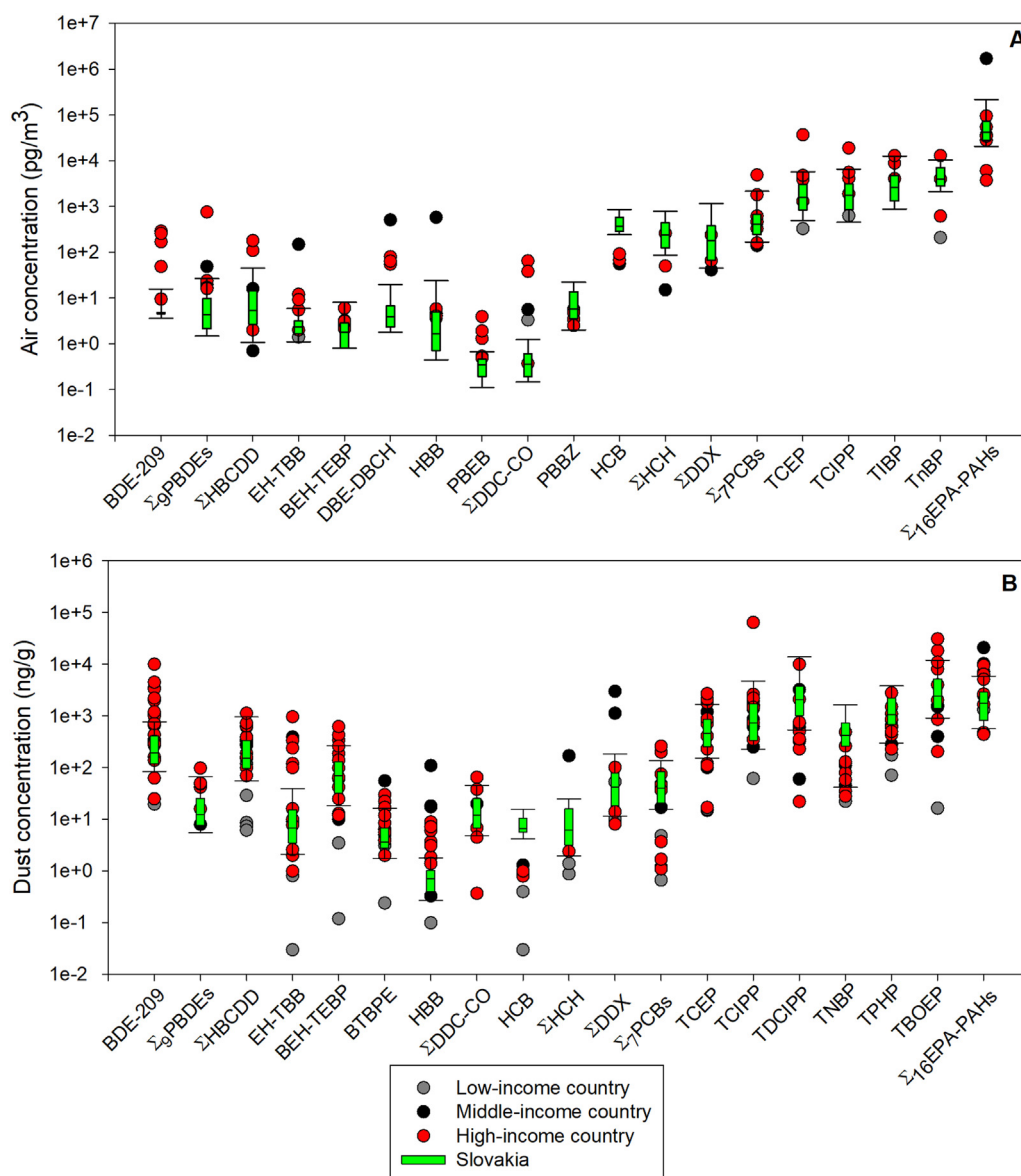 A
Air concentration (pg/m³)
1e+7
1e+6
1e+5
1e+4
1e+3
1e+2
1e+1
1e+0
1e-1
1e-2
BDE-209
Σ9PBDEs
ΣHBCDD
EH-TBB
BEH-TEBP
DBE-DBCH
HBB
PBEB
ΣDDC-CO
PBBZ
HCB
ΣHCH
ΣDDX
Σ7PCBs
TCEP
TCIPP
TIBP
TnBP
Σ16EPA-PAHs
B
Dust concentration (ng/g)
1e+6
1e+5
1e+4
1e+3
1e+2
1e+1
1e+0
1e-1
1e-2
BDE-209
Σ9PBDEs
ΣHBCDD
EH-TBB
BEH-TEBP
BTBPE
HBB
ΣDDC-CO
HCB
ΣHCH
ΣDDX
Σ7PCBs
TCEP
TCIPP
TDCIPP
TNBP
TPHP
TBOEP
Σ16EPA-PAHs
Low-income country
Middle-income country
High-income country
Slovakia